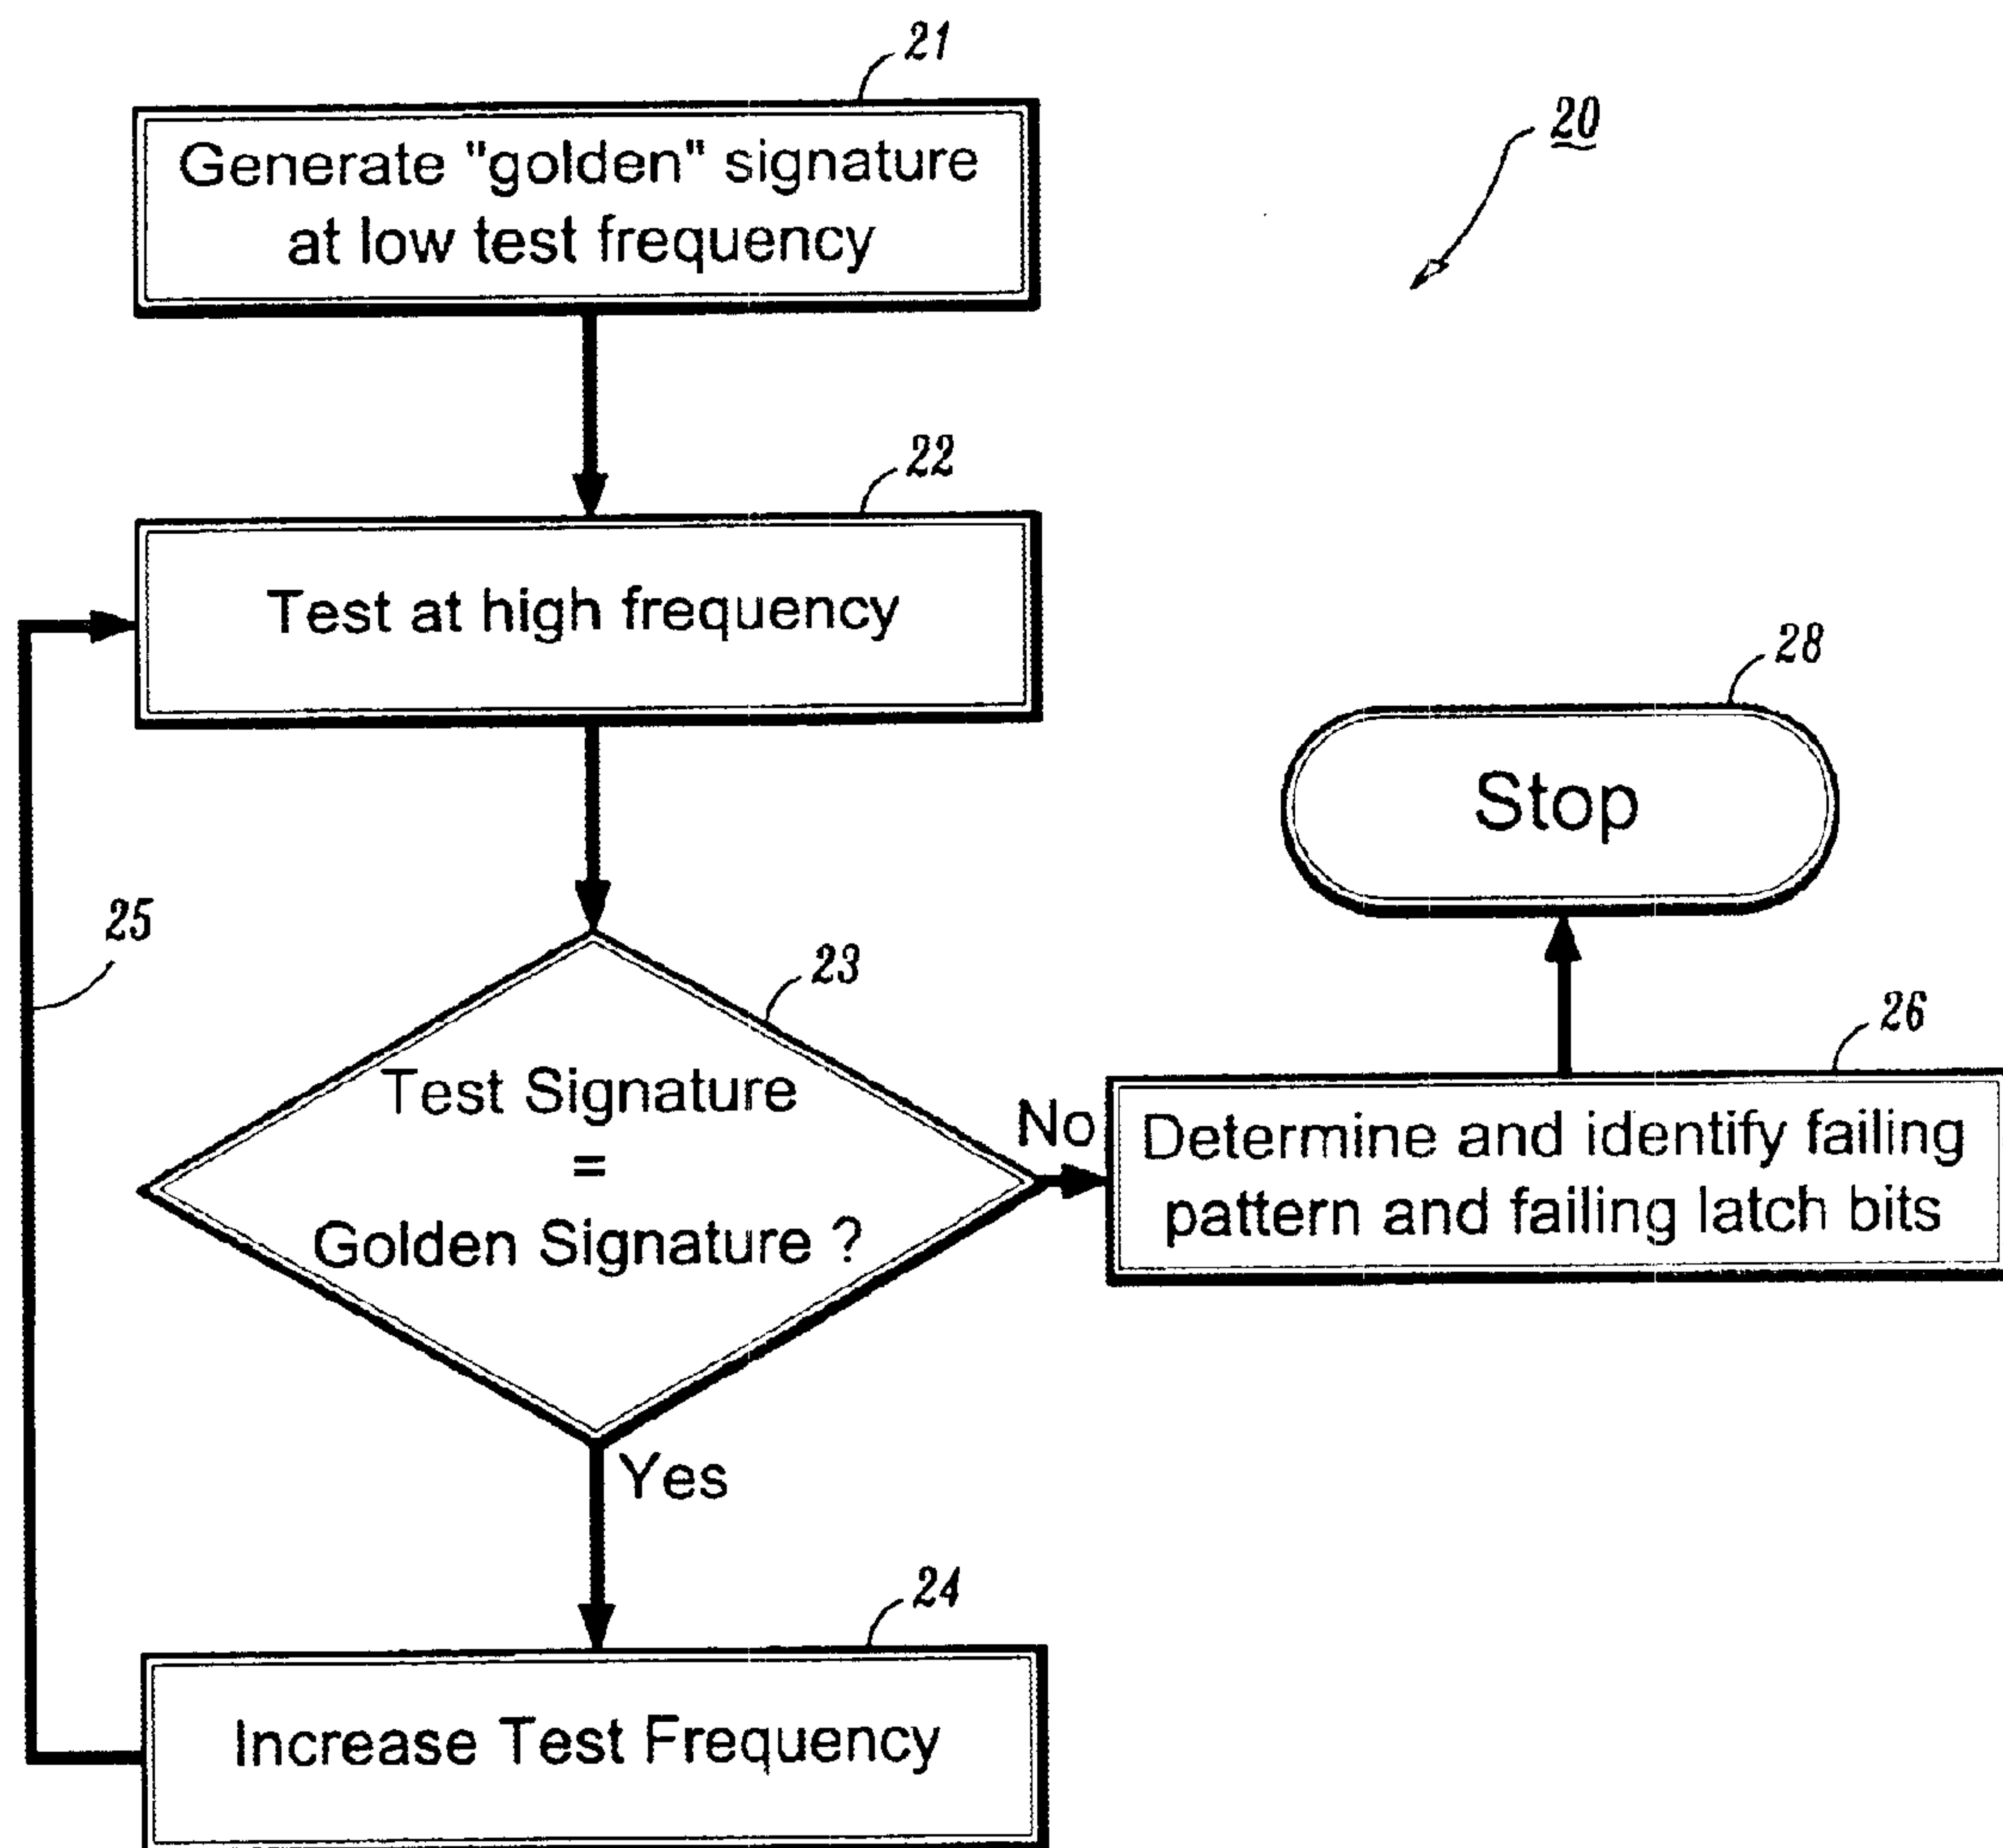 21
Generate "golden" signature
at low test frequency
20
22
Test at high frequency
28
Stop
25
23
Test Signature
=
Golden Signature ?
No
26
Determine and identify failing
pattern and failing latch bits
Yes
24
Increase Test Frequency